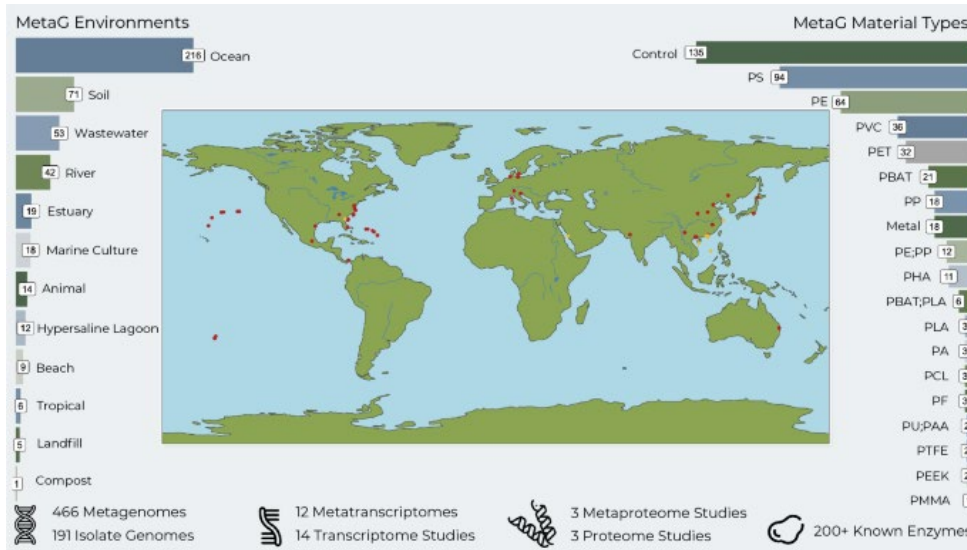 MetaG Environments
216 Ocean
71 Soil
53 Wastewater
42 River
19 Estuary
18 Marine Culture
14 Animal
12 Hypersaline Lagoon
9 Beach
6 Tropical
5 Landfill
1 Compost
MetaG Material Types
Control 135
PS 94
PE 64
PVC 36
PET 32
PBAT 21
PP 18
Metal 18
PE;PP 12
PHA 11
PBAT;PLA 6
PLA 3
PA 3
PCL 3
PF 3
PU;PAA 2
PTFE 2
PEEK 2
PMMA
466 Metagenomes
191 Isolate Genomes
12 Metatranscriptomes
14 Transcriptome Studies
3 Metaproteome Studies
3 Proteome Studies
200+ Known Enzymes